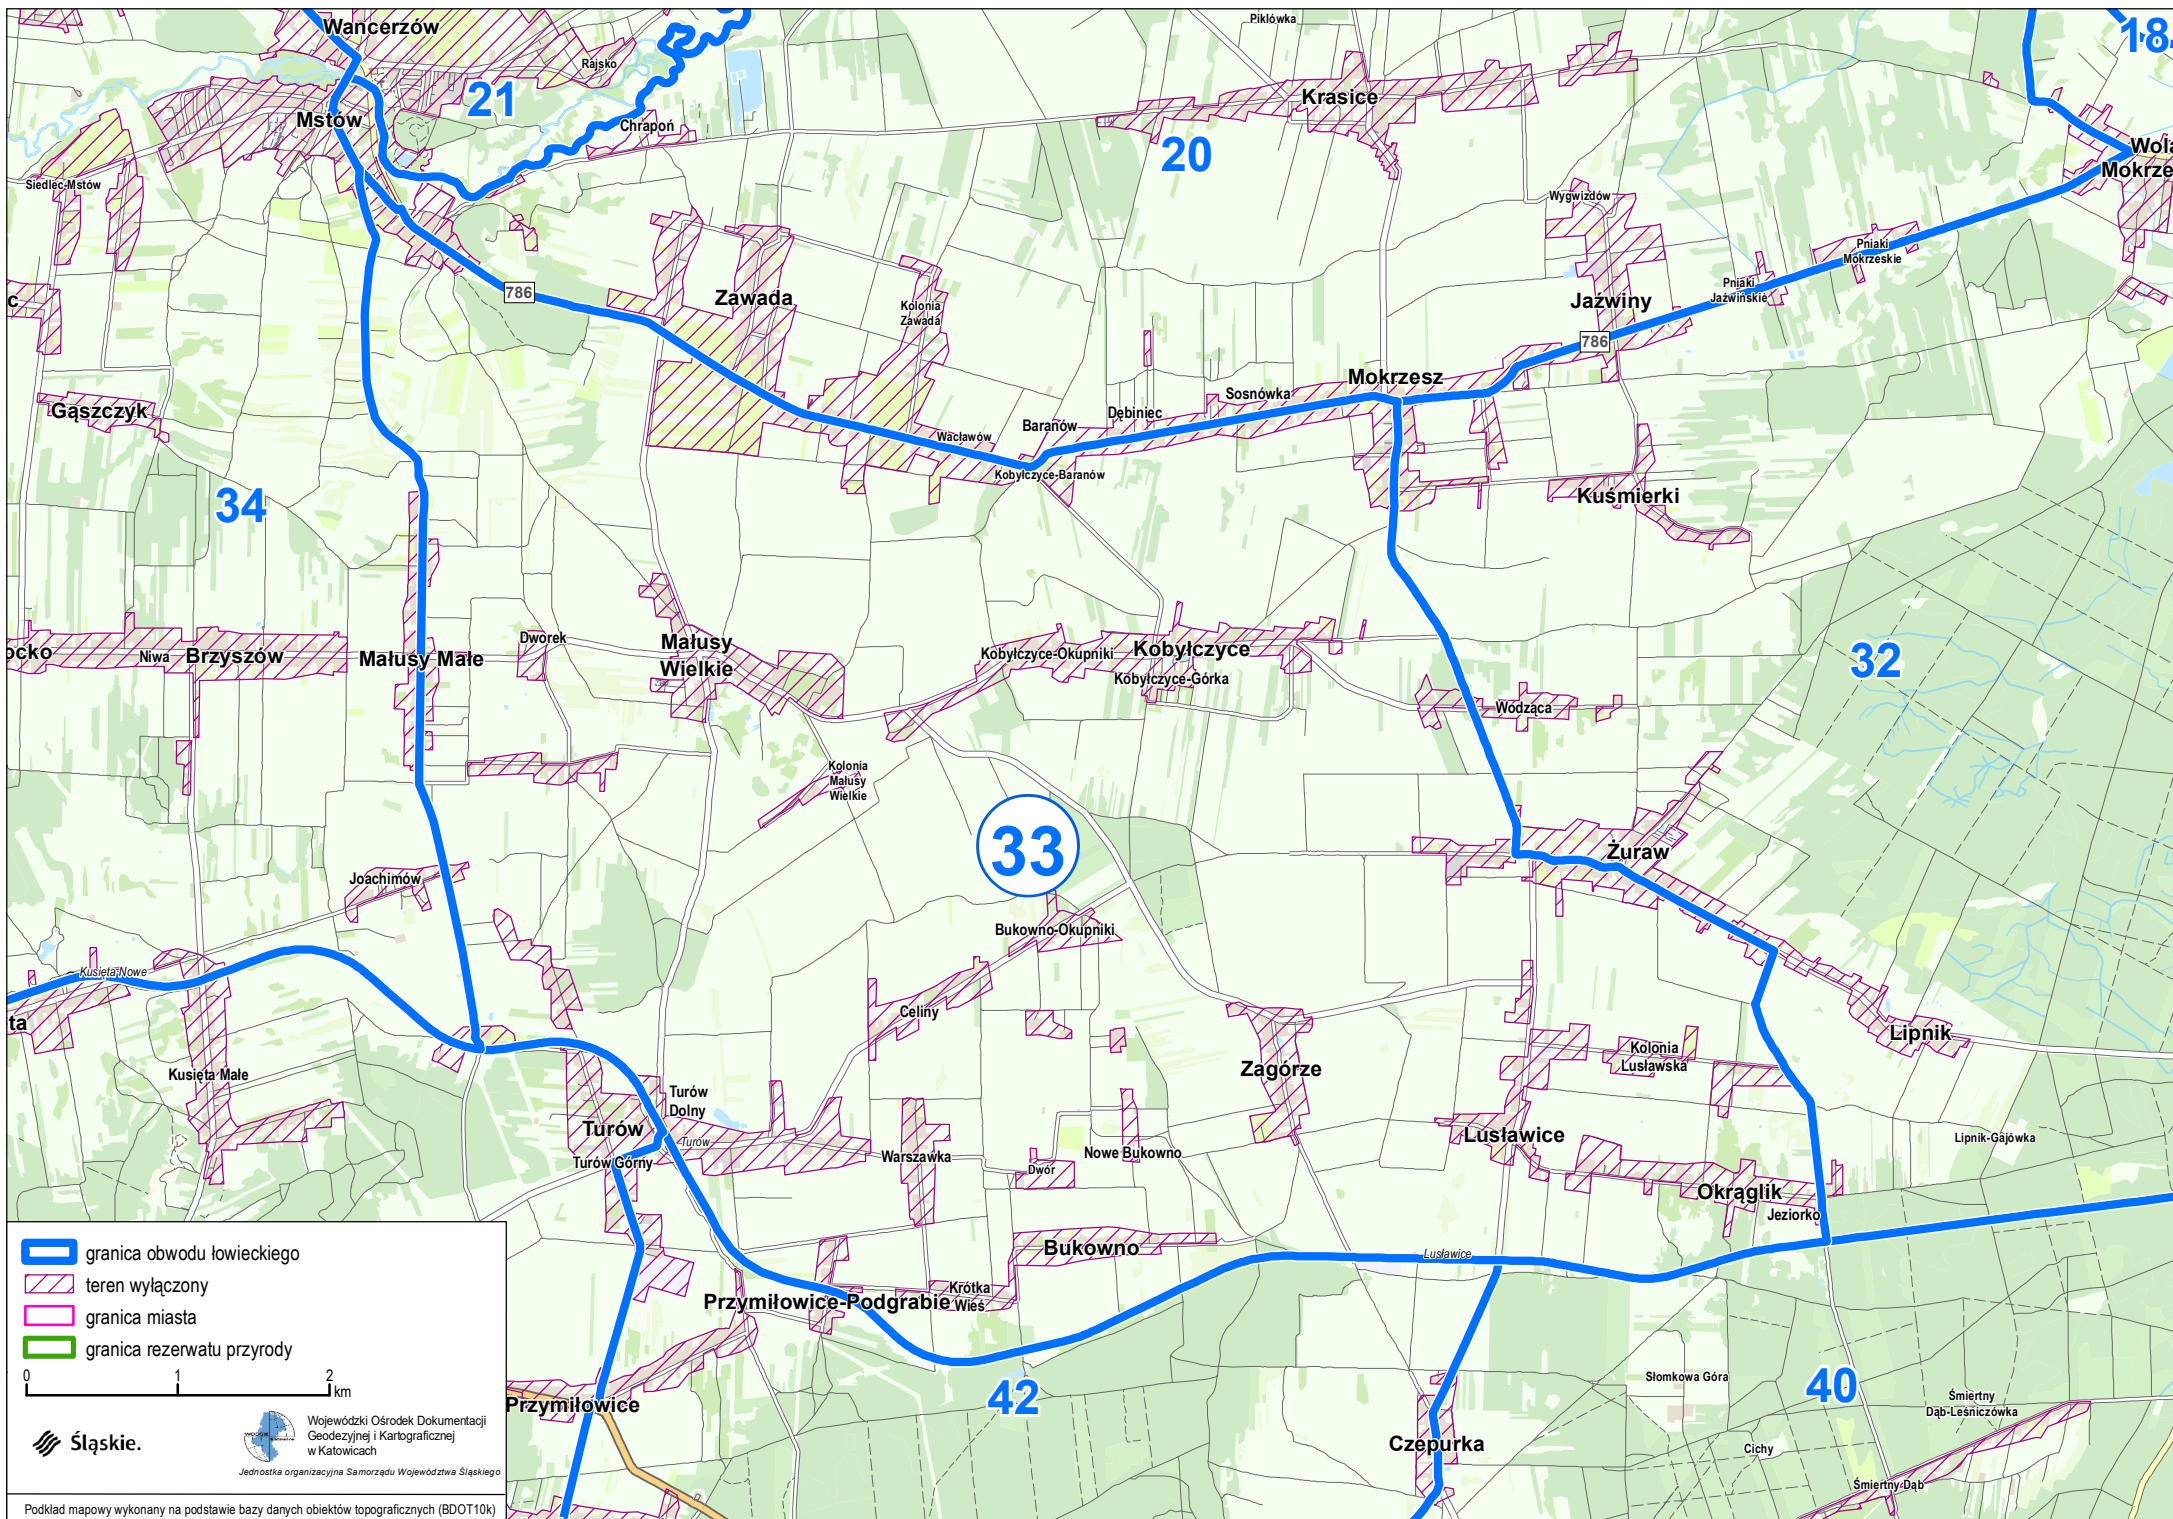 Wancerzów
Piklówka
18
Rajsko
21
Krasice
Mstów
Chrapoń
20
Wola
Mokrze
Siedlec-Mstów
Wygwizdów
Pniaki
Mokrzeskie
786
Zawada
Kolonia
Zawada
Pniaki
Jaźwińskie
Jaźwiny
c
786
Mokrzesz
Gąszczyk
Sosnówka
Dębiniec
Baranów
Wacławów
Kobyłczyce-Baranów
Kuśmierki
34
Dworek
Małusy
Wielkie
Kobyłczyce-Okupniki
Kobyłczyce
Kobyłczyce-Górka
ocko
Niwa
Brzyszów
Małusy Małe
32
Wodząca
Kolonia
Małusy
Wielkie
33
Żuraw
Joachimów
Bukowno-Okupniki
Kusięta Nowe
Celiny
ta
Lipnik
Kolonia
Lusławska
Zagórze
Kusięta Małe
Turów
Dolny
Turów
Turów
Lusławice
Lipnik-Gajówka
Turów Górny
Warszawka
Nowe Bukowno
Dwór
Okrąglik
Jeziorko
Bukowno
Lusławice
Krótka
Wieś
Przymiłowice-Podgrabie
Słomkowa Góra
40
42
Przymiłowice
Śmiertny
Dąb-Leśniczówka
Czepurka
Cichy
Śmiertny Dąb
granica obwodu łowieckiego
teren wyłączony
granica miasta
granica rezerwatu przyrody
0 1 2
km
Śląskie.
Wojewódzki Ośrodek Dokumentacji
Geodezyjnej i Kartograficznej
w Katowicach
Jednostka organizacyjna Samorządu Województwa Śląskiego
Podkład mapowy wykonany na podstawie bazy danych obiektów topograficznych (BDOT10k)